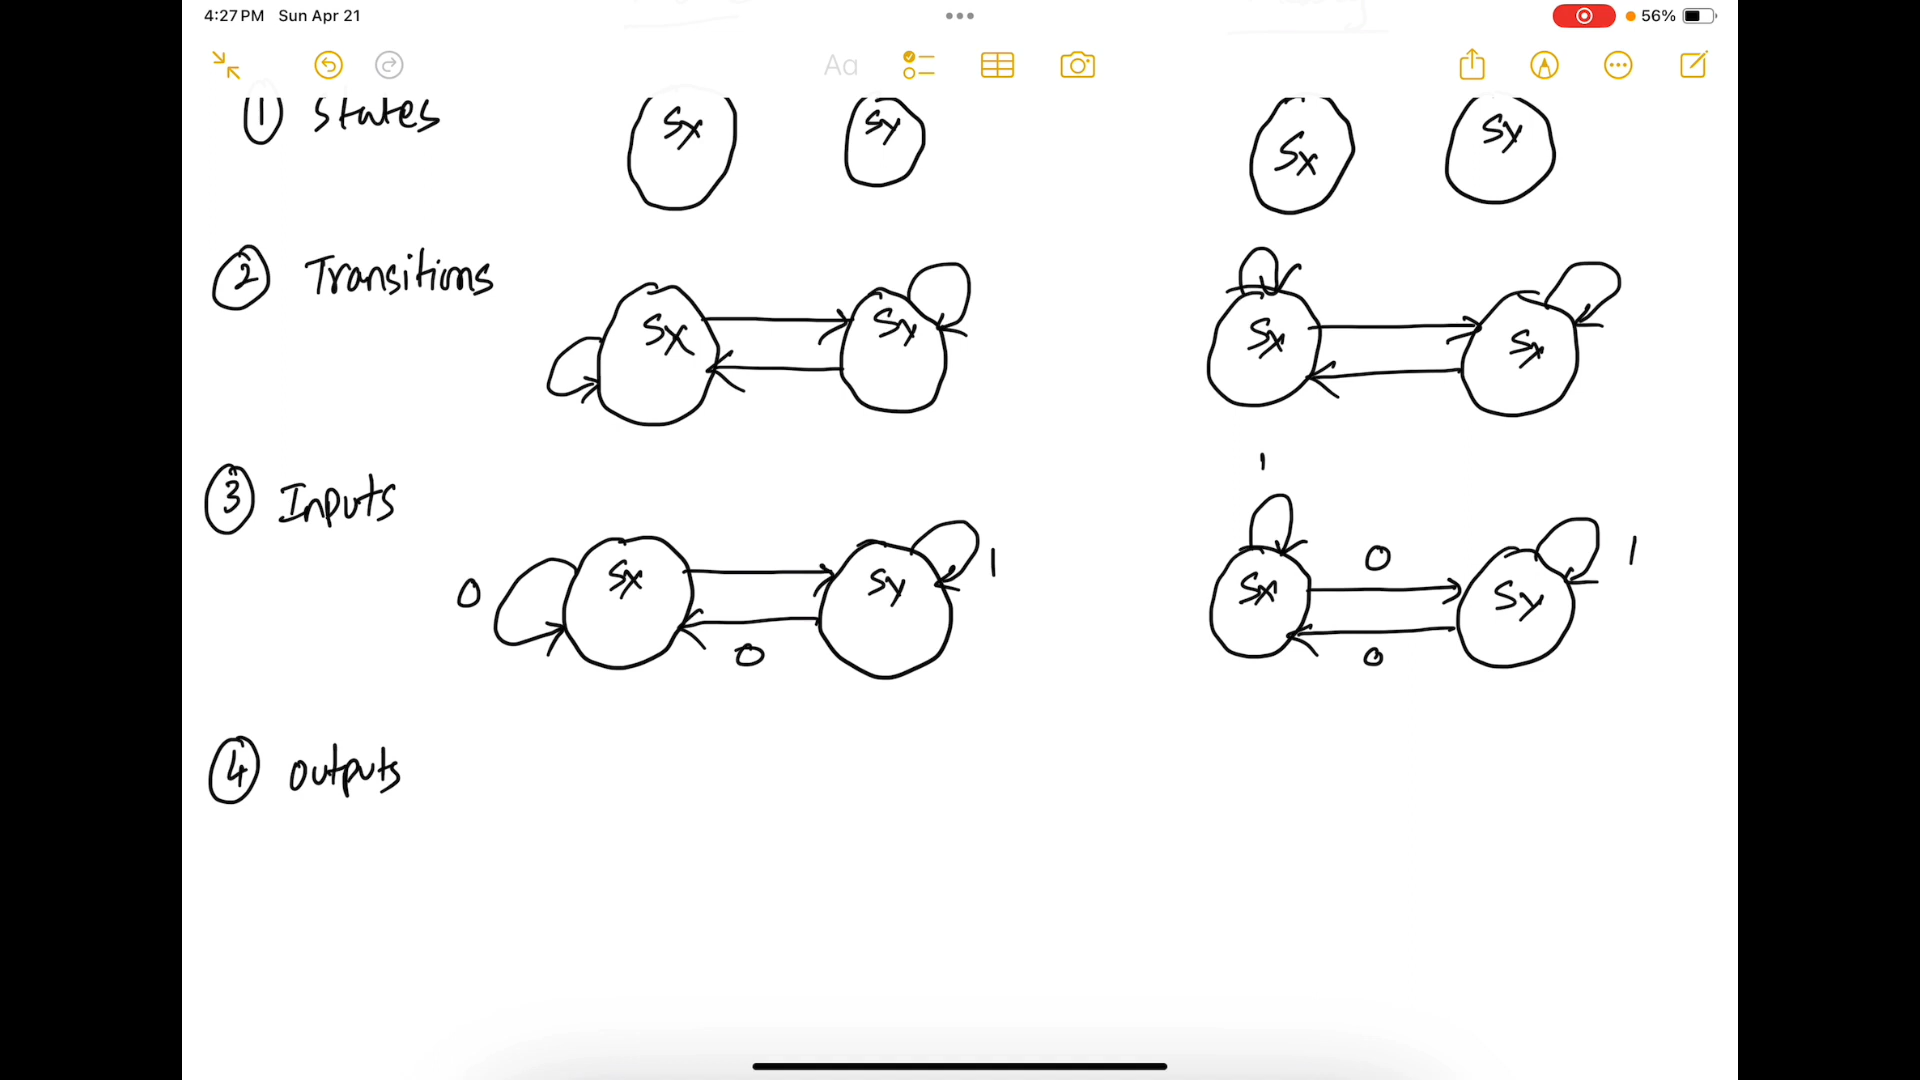 4:27 PM Sun Apr 21
56%
Aa
① States Sx Sy Sx Sy
② Transitions Sx Sy Sx Sy
1
③ Inputs
0 Sx Sy 1 Sx 0 Sy 1
0 0
④ outputs